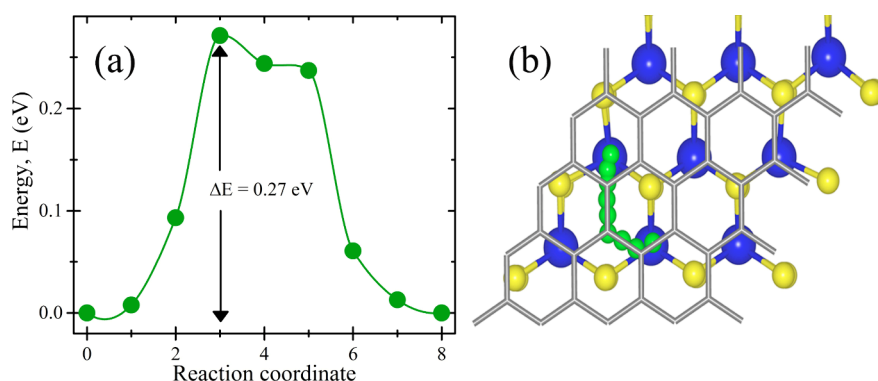 (a)
Energy, E (eV)
0.2
0.1
0.0
ΔE = 0.27 eV
0 2 4 6 8
Reaction coordinate
(b)